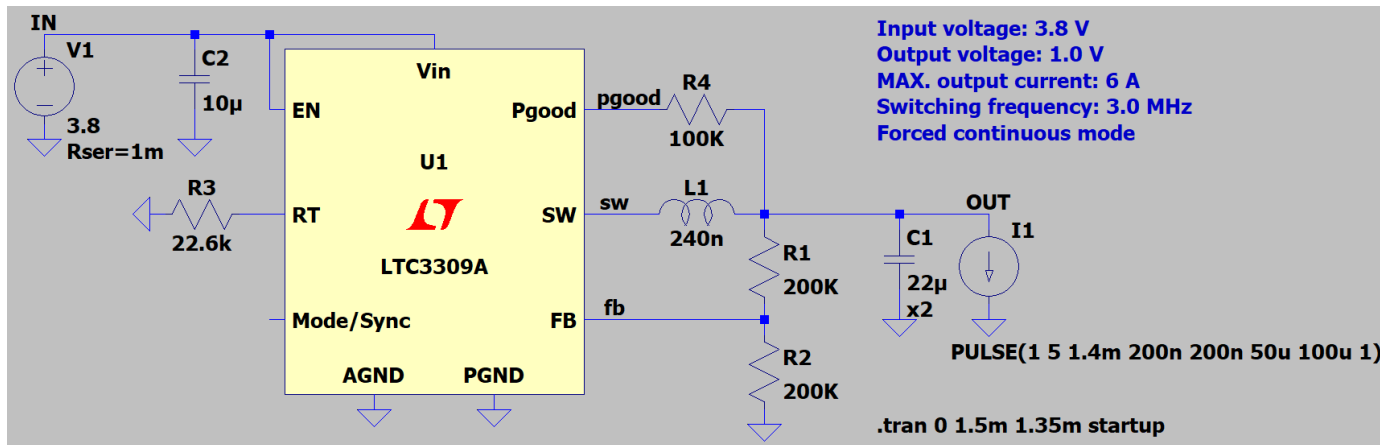 IN
V1
3.8
Rser=1m
C2
10µ
R3
22.6k
Vin
EN
Pgood
U1
RT
SW
LTC3309A
Mode/Sync
FB
AGND
PGND
pgood
R4
100K
sw
L1
240n
fb
R1
200K
R2
200K
OUT
C1
22µ
x2
I1
PULSE(1 5 1.4m 200n 200n 50u 100u 1)
.tran 0 1.5m 1.35m startup
Input voltage: 3.8 V
Output voltage: 1.0 V
MAX. output current: 6 A
Switching frequency: 3.0 MHz
Forced continuous mode